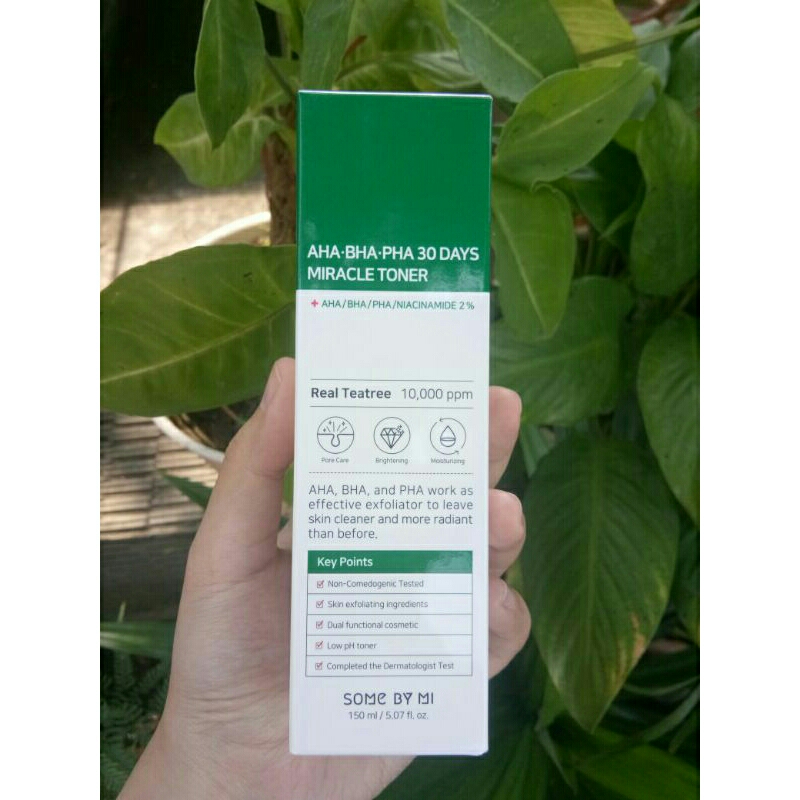 AHA·BHA·PHA 30 DAYS
MIRACLE TONER
+ AHA/BHA/PHA/NIACINAMIDE 2%
Real Teatree 10,000 ppm
Pore Care Brightening Moisturizing
AHA, BHA, and PHA work as
effective exfoliator to leave
skin cleaner and more radiant
than before.
Key Points
Non-Comedogenic Tested
Skin exfoliating ingredients
Dual functional cosmetic
Low pH toner
Completed the Dermatologist Test
SOME BY MI
150 ml / 5.07 fl. oz.